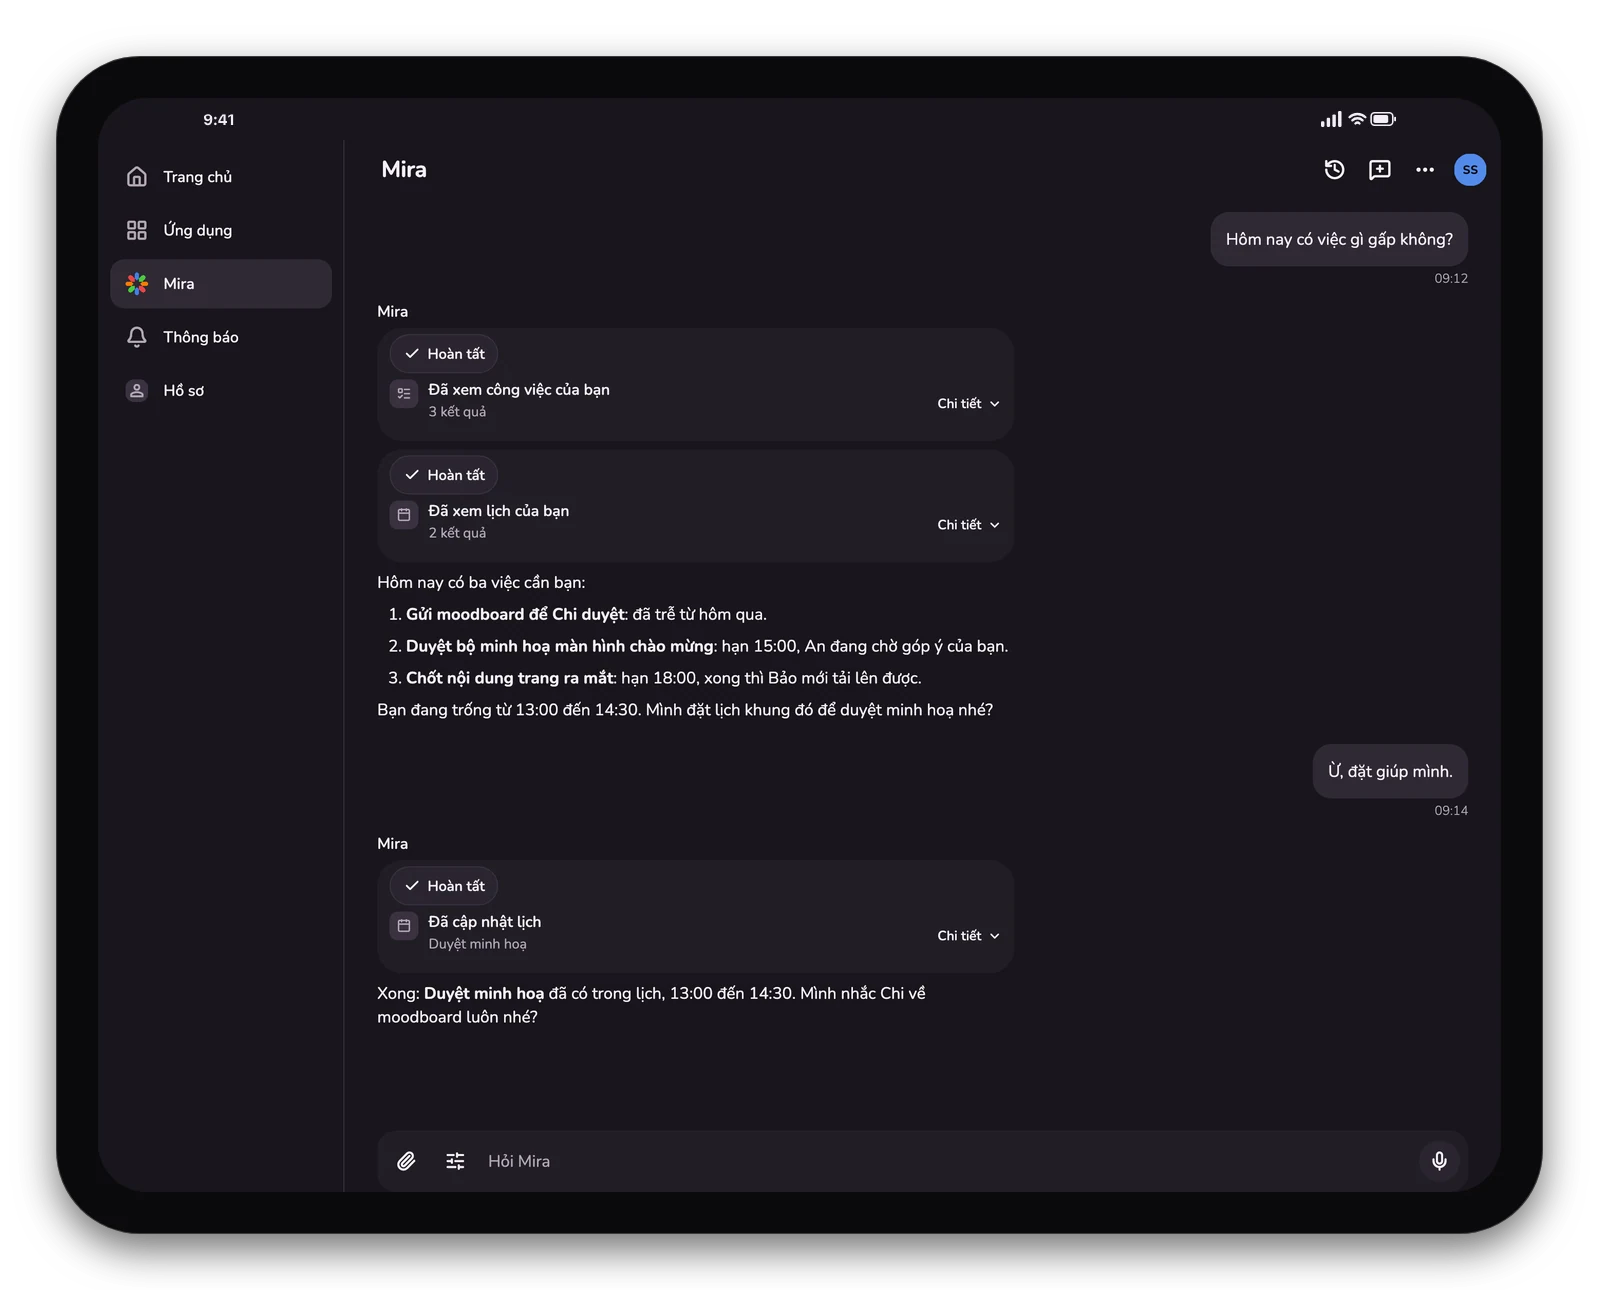 9:41
Trang chủ
Ứng dụng
Mira
Thông báo
Hồ sơ
Mira
SS
Hôm nay có việc gì gấp không?
09:12
Mira
Hoàn tất
Đã xem công việc của bạn
3 kết quả
Chi tiết
Hoàn tất
Đã xem lịch của bạn
2 kết quả
Chi tiết
Hôm nay có ba việc cần bạn:
1. Gửi moodboard để Chi duyệt: đã trễ từ hôm qua.
2. Duyệt bộ minh hoạ màn hình chào mừng: hạn 15:00, An đang chờ góp ý của bạn.
3. Chốt nội dung trang ra mắt: hạn 18:00, xong thì Bảo mới tải lên được.
Bạn đang trống từ 13:00 đến 14:30. Mình đặt lịch khung đó để duyệt minh hoạ nhé?
Ừ, đặt giúp mình.
09:14
Mira
Hoàn tất
Đã cập nhật lịch
Duyệt minh hoạ
Chi tiết
Xong: Duyệt minh hoạ đã có trong lịch, 13:00 đến 14:30. Mình nhắc Chi về
moodboard luôn nhé?
Hỏi Mira